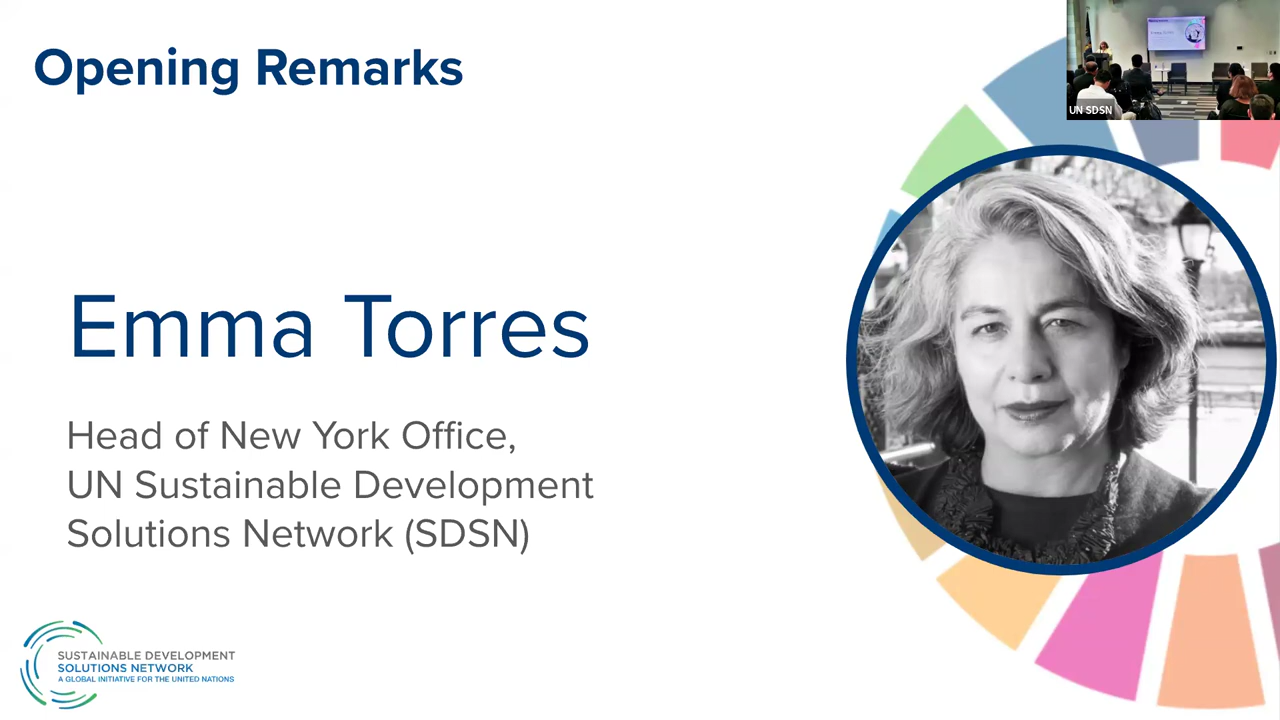 Opening Remarks
UN SDSN
Emma Torres
Head of New York Office,
UN Sustainable Development
Solutions Network (SDSN)
SUSTAINABLE DEVELOPMENT
SOLUTIONS NETWORK
A GLOBAL INITIATIVE FOR THE UNITED NATIONS